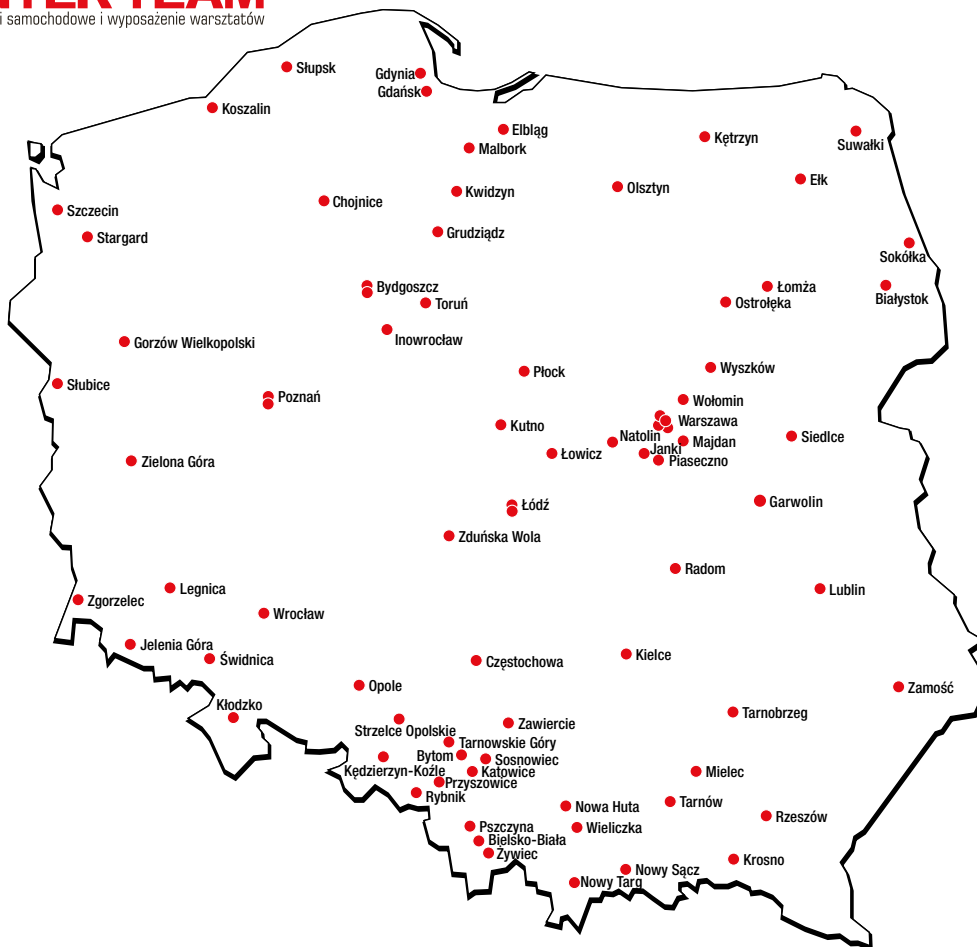 INTER TEAM
i samochodowe i wyposażenie warsztatów
Słupsk
Gdynia
Gdańsk
Koszalin
Elbląg
Malbork
Kętrzyn
Suwałki
Ełk
Olsztyn
Kwidzyn
Chojnice
Szczecin
Stargard
Grudziądz
Sokółka
Bydgoszcz
Toruń
Łomża
Ostrołęka
Białystok
Inowrocław
Gorzów Wielkopolski
Płock
Wyszków
Słubice
Poznań
Wołomin
Warszawa
Kutno
Natolin
Majdan
Siedlce
Janki
Łowicz
Piaseczno
Zielona Góra
Łódź
Garwolin
Zduńska Wola
Radom
Legnica
Lublin
Zgorzelec
Wrocław
Jelenia Góra
Świdnica
Częstochowa
Kielce
Opole
Zamość
Kłodzko
Tarnobrzeg
Strzelce Opolskie
Zawiercie
Tarnowskie Góry
Bytom
Sosnowiec
Kędzierzyn-Koźle
Katowice
Mielec
Przyszowice
Rybnik
Nowa Huta
Tarnów
Rzeszów
Pszczyna
Wieliczka
Bielsko-Biała
Żywiec
Krosno
Nowy Sącz
Nowy Targ